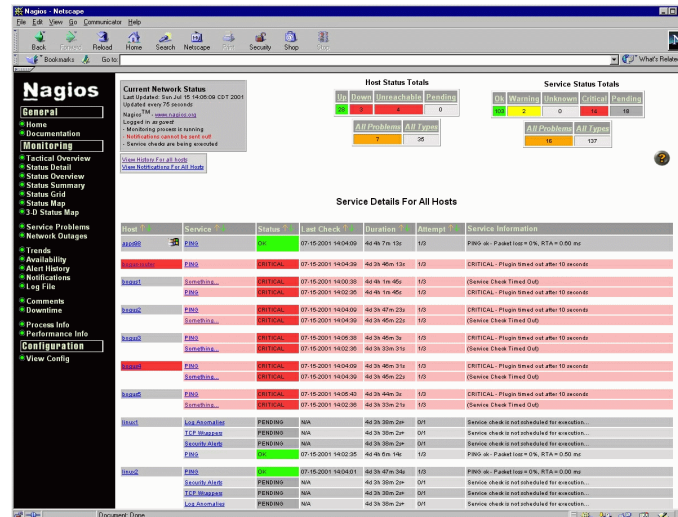 Nagios - Netscape
File Edit View Go Communicator Help
Back Forward Reload Home Search Netscape Print Security Shop Stop
Bookmarks Go to: What's Related
Nagios
General
Home
Documentation
Monitoring
Tactical Overview
Status Detail
Status Overview
Status Summary
Status Grid
Status Map
3-D Status Map
Service Problems
Network Outages
Trends
Availability
Alert History
Notifications
Log File
Comments
Downtime
Process Info
Performance Info
Configuration
View Config
Current Network Status
Last Updated: Sun Jul 15 14:06:09 CDT 2001
Updated every 75 seconds
Nagios™ - www.nagios.org
Logged in as guest
- Monitoring process is running
- Notifications cannot be sent out!
- Service checks are being executed
View History For all hosts
View Notifications For All Hosts
Host Status Totals
Up Down Unreachable Pending
28 3 4 0
All Problems All Types
7 35
Service Status Totals
Ok Warning Unknown Critical Pending
2 0 14
All Problems All Types
16 137
Service Details For All Hosts
Host Service Status Last Check Duration Attempt Service Information
PING OK 07-15-2001 14:04:09 4d 4h 7m 13s 1/3 PING ok - Packet loss = 0%, RTA = 0.60 ms
PING CRITICAL 07-15-2001 14:04:39 4d 3h 46m 13s 1/3 CRITICAL - Plugin timed out after 10 seconds
bogus1 Something... CRITICAL 07-15-2001 14:00:38 4d 4h 1m 46s 1/3 (Service Check Timed Out)
PING CRITICAL 07-15-2001 14:02:36 4d 4h 1m 46s 1/3 CRITICAL - Plugin timed out after 10 seconds
bogus2 PING CRITICAL 07-15-2001 14:04:09 4d 3h 47m 23s 1/3 CRITICAL - Plugin timed out after 10 seconds
Something... CRITICAL 07-15-2001 14:04:39 4d 3h 46m 22s 1/3 (Service Check Timed Out)
bogus3 PING CRITICAL 07-15-2001 14:05:38 4d 3h 46m 3s 1/3 CRITICAL - Plugin timed out after 10 seconds
Something... CRITICAL 07-15-2001 14:02:36 4d 3h 33m 31s 1/3 (Service Check Timed Out)
bogus4 PING CRITICAL 07-15-2001 14:04:09 4d 3h 46m 31s 1/3 CRITICAL - Plugin timed out after 10 seconds
Something... CRITICAL 07-15-2001 14:04:39 4d 3h 46m 22s 1/3 (Service Check Timed Out)
bogus5 PING CRITICAL 07-15-2001 14:05:43 4d 3h 44m 3s 1/3 CRITICAL - Plugin timed out after 10 seconds
Something... CRITICAL 07-15-2001 14:02:36 4d 3h 33m 21s 1/3 (Service Check Timed Out)
linux1 Log Anomalies PENDING N/A 4d 3h 38m 2s+ 0/1 Service check is not scheduled for execution...
TCP Wrappers PENDING N/A 4d 3h 38m 2s+ 0/1 Service check is not scheduled for execution...
Security Alerts PENDING N/A 4d 3h 38m 2s+ 0/1 Service check is not scheduled for execution...
PING OK 07-15-2001 14:02:35 4d 4h 6m 14s 1/3 PING ok - Packet loss = 0%, RTA = 0.50 ms
linux2 PING OK 07-15-2001 14:04:01 4d 3h 47m 34s 1/3 PING ok - Packet loss = 0%, RTA = 0.00 ms
Security Alerts PENDING N/A 4d 3h 38m 2s+ 0/1 Service check is not scheduled for execution...
TCP Wrappers PENDING N/A 4d 3h 38m 2s+ 0/1 Service check is not scheduled for execution...
Log Anomalies PENDING N/A 4d 3h 38m 2s+ 0/1 Service check is not scheduled for execution...
Document: Done